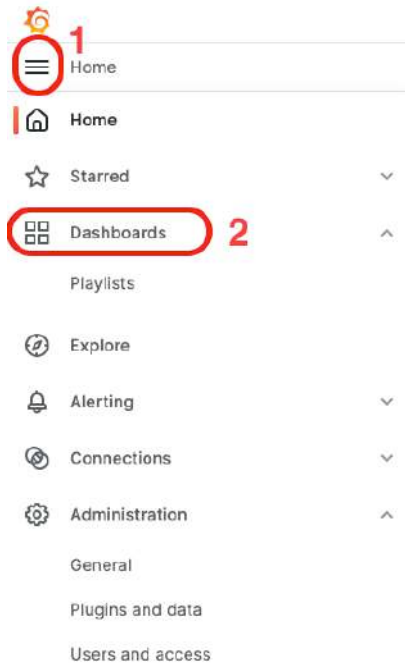 1
Home
Home
Starred
Dashboards 2
Playlists
Explore
Alerting
Connections
Administration
General
Plugins and data
Users and access